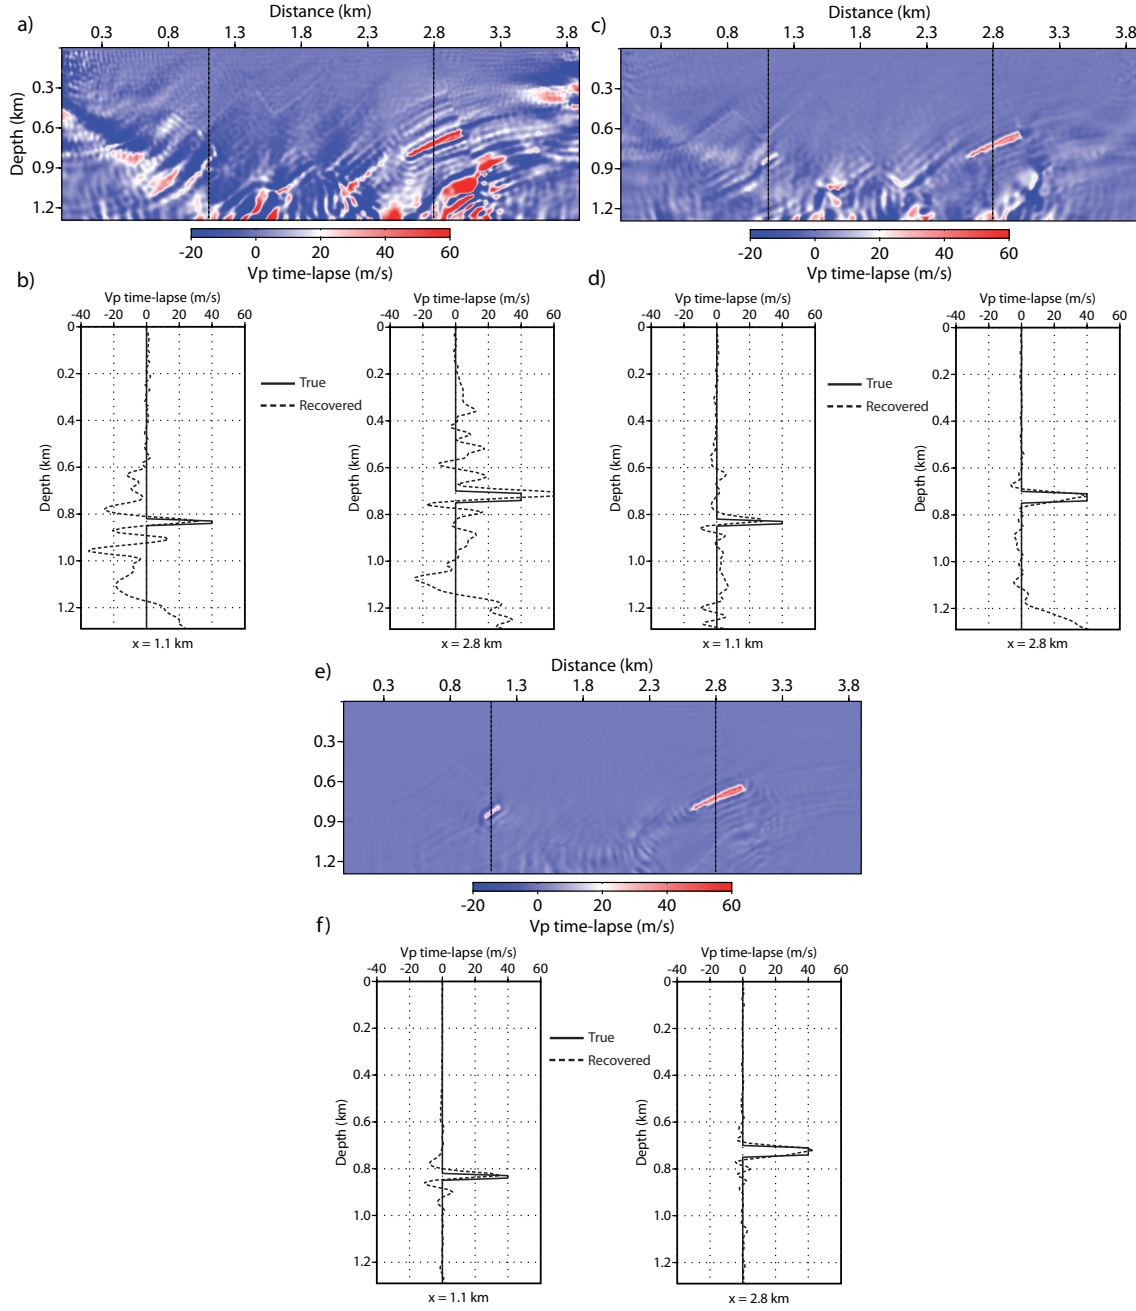 a)
Distance (km)
0.3 0.8 1.3 1.8 2.3 2.8 3.3 3.8
Depth (km)
0.3
0.6
0.9
1.2
-20 0 20 40 60
Vp time-lapse (m/s)
c)
Distance (km)
0.3 0.8 1.3 1.8 2.3 2.8 3.3 3.8
0.3
0.6
0.9
1.2
-20 0 20 40 60
Vp time-lapse (m/s)
b)
Vp time-lapse (m/s)
-40 -20 0 20 40 60
Depth (km)
0
0.2
0.4
0.6
0.8
1.0
1.2
x = 1.1 km
True
Recovered
Vp time-lapse (m/s)
-40 -20 0 20 40 60
Depth (km)
0
0.2
0.4
0.6
0.8
1.0
1.2
x = 2.8 km
d)
Vp time-lapse (m/s)
-40 -20 0 20 40 60
Depth (km)
0
0.2
0.4
0.6
0.8
1.0
1.2
x = 1.1 km
True
Recovered
Vp time-lapse (m/s)
-40 -20 0 20 40 60
Depth (km)
0
0.2
0.4
0.6
0.8
1.0
1.2
x = 2.8 km
e)
Distance (km)
0.3 0.8 1.3 1.8 2.3 2.8 3.3 3.8
0.3
0.6
0.9
1.2
-20 0 20 40 60
Vp time-lapse (m/s)
f)
Vp time-lapse (m/s)
-40 -20 0 20 40 60
Depth (km)
0
0.2
0.4
0.6
0.8
1.0
1.2
x = 1.1 km
True
Recovered
Vp time-lapse (m/s)
-40 -20 0 20 40 60
Depth (km)
0
0.2
0.4
0.6
0.8
1.0
1.2
x = 2.8 km